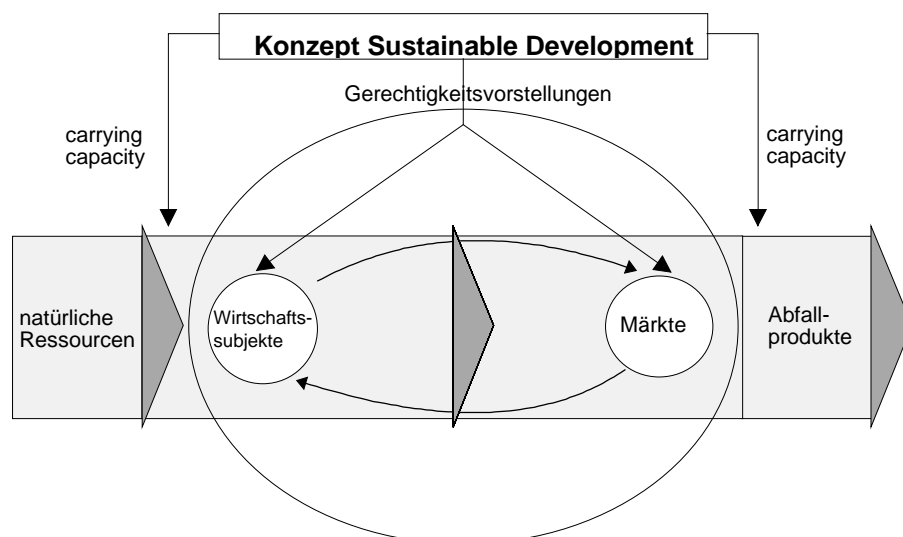 Konzept Sustainable Development
Gerechtigkeitsvorstellungen
carrying
capacity
carrying
capacity
natürliche
Ressourcen
Wirtschafts-
subjekte
Märkte
Abfall-
produkte